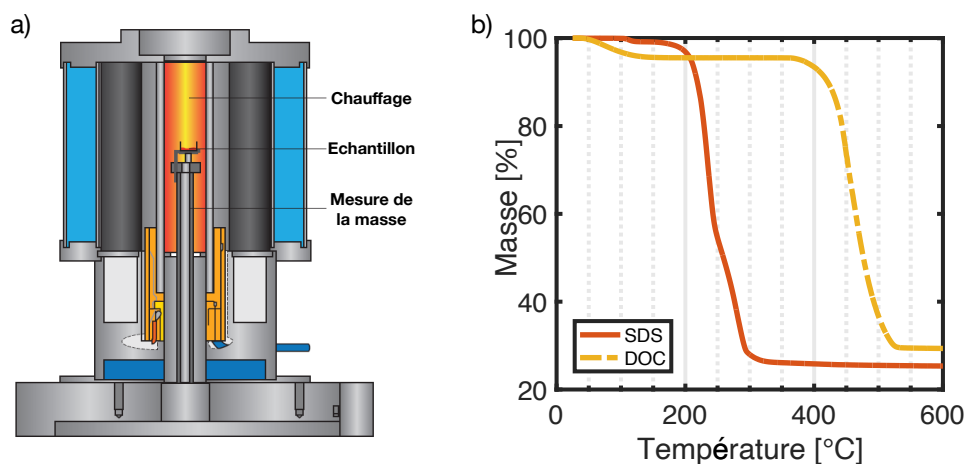 a)
Chauffage
Echantillon
Mesure de
la masse
b)
Masse [%]
100
80
60
40
20
SDS
DOC
0
200
400
600
Température [°C]